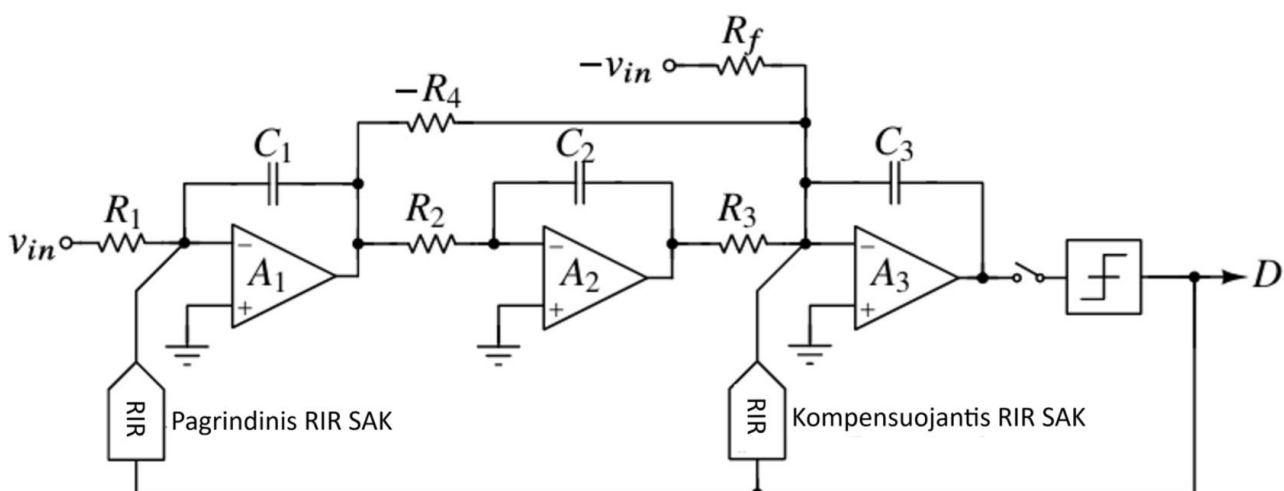 R_f
−v_in
−R_4
C_1
C_2
C_3
R_1
R_2
R_3
v_in
−
A_1
+
−
A_2
+
−
A_3
+
D
RIR
Pagrindinis RIR SAK
RIR
Kompensuojantis RIR SAK